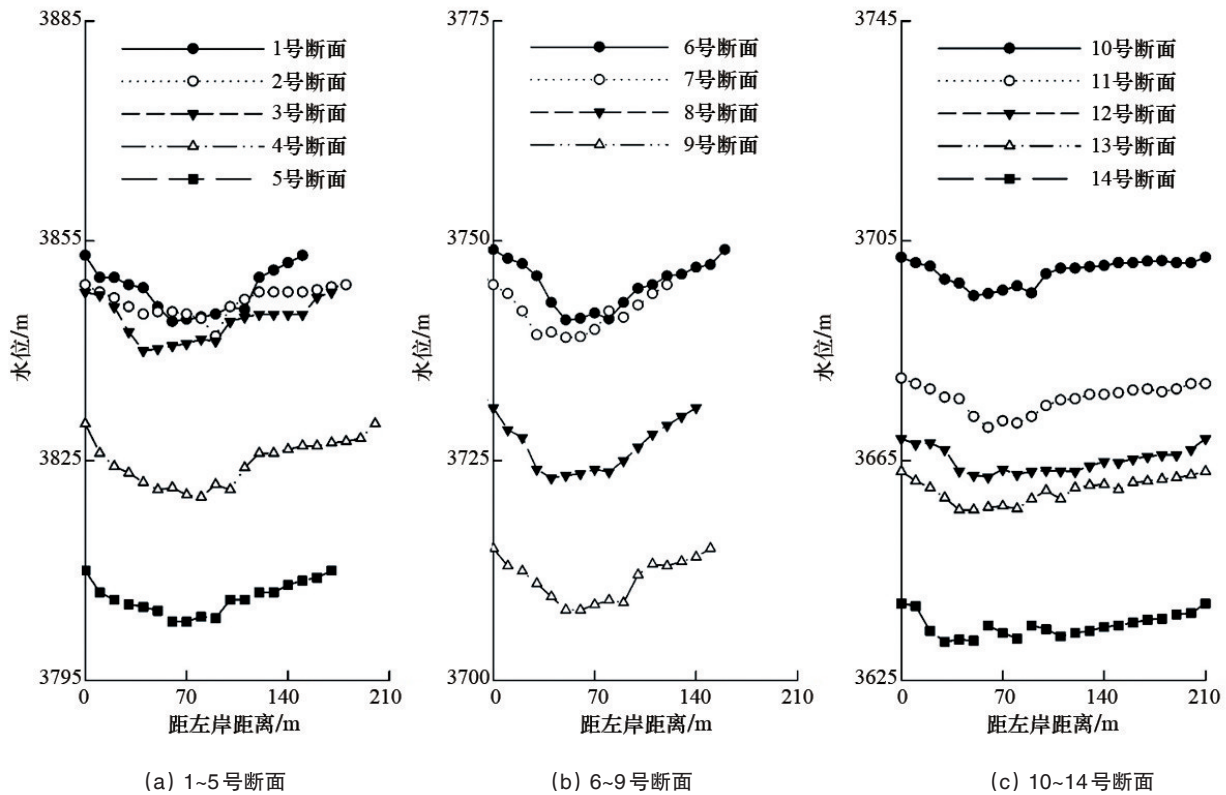 3885
3855
3825
3795
水位/m
1号断面
2号断面
3号断面
4号断面
5号断面
0 70 140 210
距左岸距离/m
(a) 1~5号断面
3775
3750
3725
3700
水位/m
6号断面
7号断面
8号断面
9号断面
0 70 140 210
距左岸距离/m
(b) 6~9号断面
3745
3705
3665
3625
水位/m
10号断面
11号断面
12号断面
13号断面
14号断面
0 70 140 210
距左岸距离/m
(c) 10~14号断面